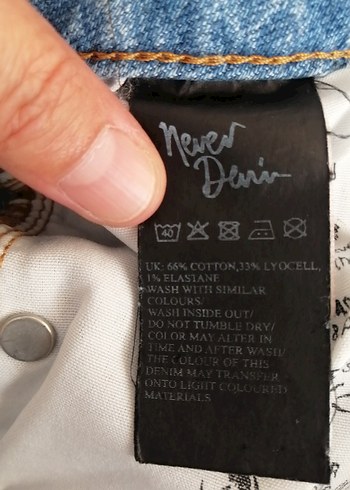 Never
Denim
40
UK: 66% COTTON,33% LYOCELL,
1% ELASTANE
WASH WITH SIMILAR
COLOURS/
WASH INSIDE OUT/
DO NOT TUMBLE DRY/
COLOR MAY ALTER IN
TIME AND AFTER WASH/
THE COLOUR OF THIS
DENIM MAY TRANSFER
ONTO LIGHT COLOURED
MATERIALS